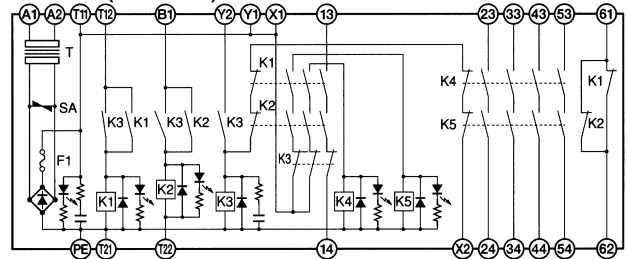 A1 A2 T11 T12 B1 Y2 Y1 X1 13 23 33 43 53 61
T
K1
K4
K1
SA
K3 K1 K3 K2 K3
K2
K5
K2
F1
K3
K1 K2 K3 K4 K5
PE T21 T22 14 X2 24 34 44 54 62